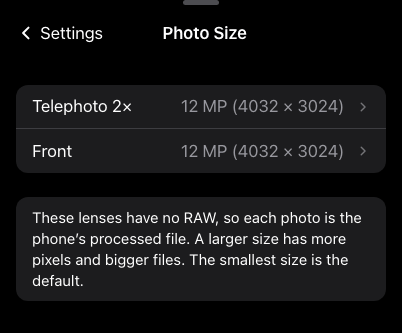 Settings
Photo Size
Telephoto 2×
12 MP (4032 × 3024)
Front
12 MP (4032 × 3024)
These lenses have no RAW, so each photo is the
phone’s processed file. A larger size has more
pixels and bigger files. The smallest size is the
default.